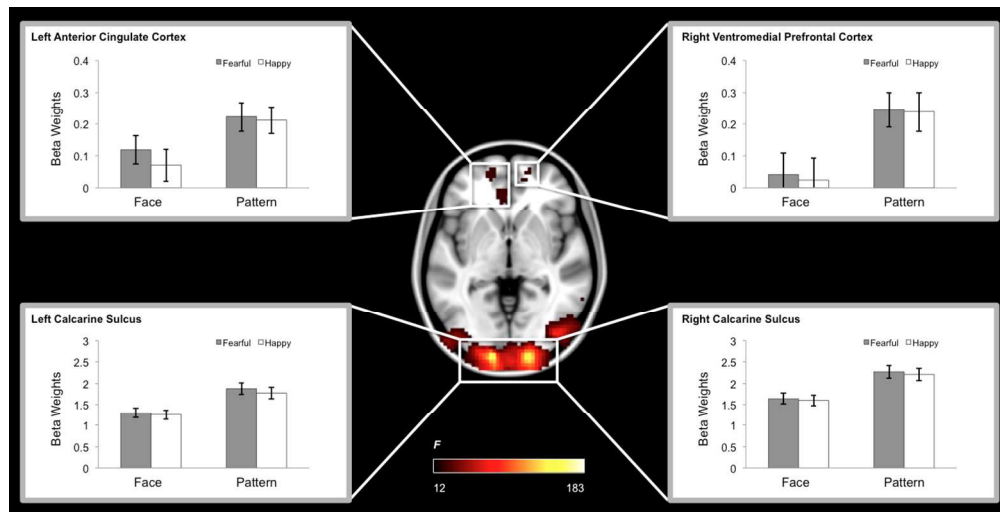 Left Anterior Cingulate Cortex
Fearful Happy
Beta Weights
0.4
0.3
0.2
0.1
0
Face Pattern
Right Ventromedial Prefrontal Cortex
Fearful Happy
Beta Weights
0.4
0.3
0.2
0.1
0
Face Pattern
Left Calcarine Sulcus
Fearful Happy
Beta Weights
3
2.5
2
1.5
1
0.5
0
Face Pattern
F
12 183
Right Calcarine Sulcus
Fearful Happy
Beta Weights
3
2.5
2
1.5
1
0.5
0
Face Pattern